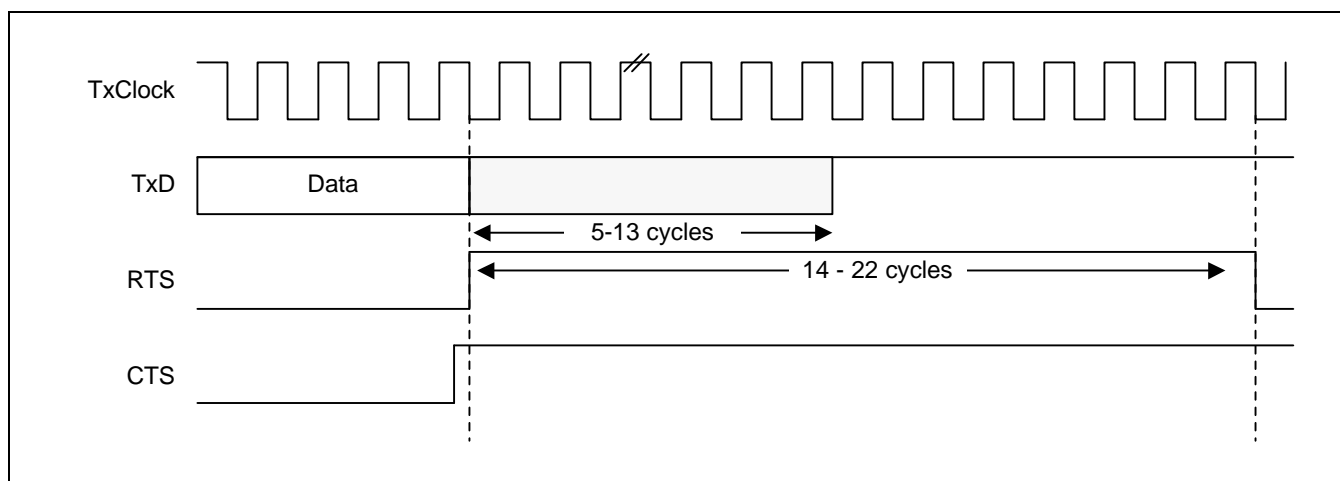 TxClock
TxD
Data
5-13 cycles
RTS
14 - 22 cycles
CTS